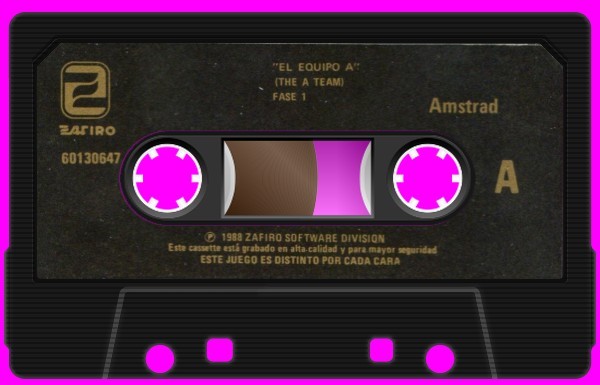 "EL EQUIPO A"
(THE A TEAM)
FASE 1
Amstrad
ZAFIRO
60130647
A
Ⓟ 1988 ZAFIRO SOFTWARE DIVISION
Este cassette está grabado en alta calidad y para mayor seguridad
ESTE JUEGO ES DISTINTO POR CADA CARA